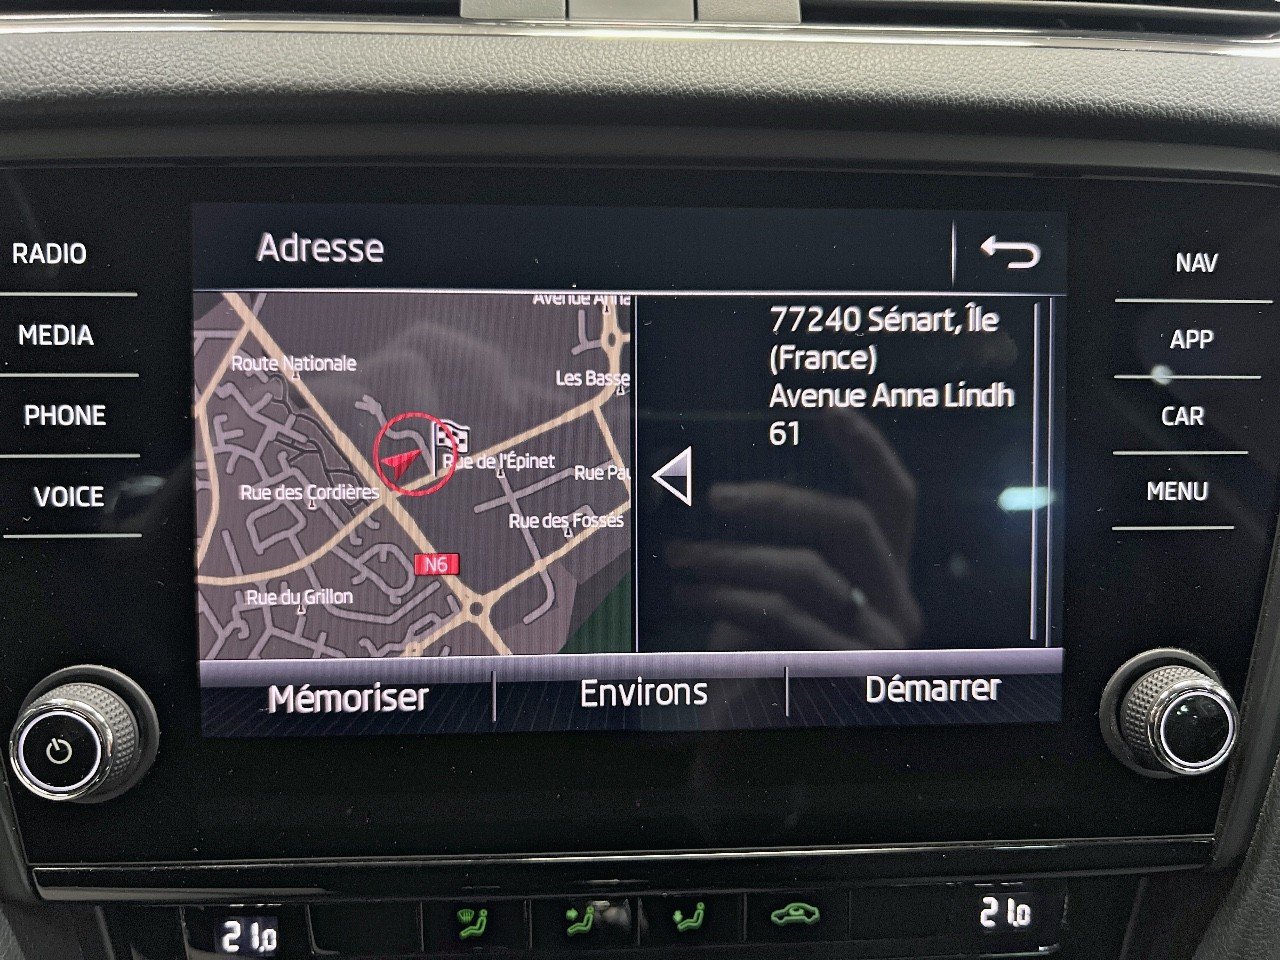 RADIO
MEDIA
PHONE
VOICE
Adresse
NAV
APP
CAR
MENU
Avenue Anna
Route Nationale
Les Basse
Rue de l'Épinet
Rue des Cordières
Rue des Fossés
N6
Rue du Grillon
77240 Sénart, Île
(France)
Avenue Anna Lindh
61
Mémoriser
Environs
Démarrer
21,0
21,0